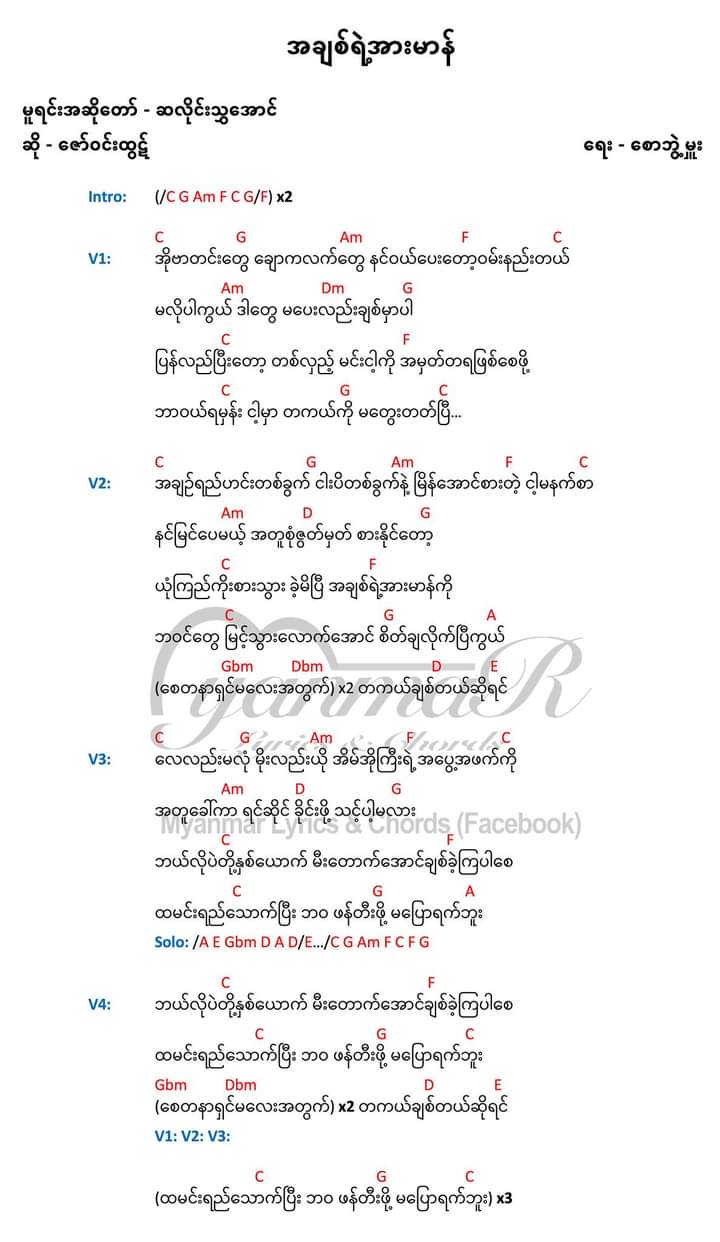 အချစ်ရဲ့အားမာန်
မူရင်းအဆိုတော် - ဆလိုင်းသွှအောင်
ဆို - ဇော်ဝင်းထွဋ်
ရေး - စောဘွဲ့မှူး
Intro: (/C G Am F C G/F) x2
C G Am F C
V1: အိုဗာတင်းတွေ ချောကလက်တွေ နင်ဝယ်ပေးတော့ဝမ်းနည်းတယ်
Am Dm G
မလိုပါကွယ် ဒါတွေ မပေးလည်းချစ်မှာပါ
C F
ပြန်လည်ပြီးတော့ တစ်လှည့် မင်းငါ့ကို အမှတ်တရဖြစ်စေဖို့
C G C
ဘာဝယ်ရမှန်း ငါ့မှာ တကယ်ကို မတွေးတတ်ပြီ...
C G Am F C
V2: အချဉ်ရည်ဟင်းတစ်ခွက် ငါးပိတစ်ခွက်နဲ့ မြိန်အောင်စားတဲ့ ငါ့မနက်စာ
Am D G
နင်မြင်ပေမယ့် အတူစုံဇွတ်မှတ် စားနိုင်တော့
C F
ယုံကြည်ကိုးစားသွား ခဲ့မိပြီ အချစ်ရဲ့အားမာန်ကို
C G A
ဘဝင်တွေ မြင့်သွားလောက်အောင် စိတ်ချလိုက်ပြီကွယ်
Gbm Dbm D E
(စေတနာရှင်မလေးအတွက်) x2 တကယ်ချစ်တယ်ဆိုရင်
C G Am F C
V3: လေလည်းမလုံ မိုးလည်းယို အိမ်အိုကြီးရဲ့အပွေ့အဖက်ကို
Am D G
အတူခေါ်ကာ ရင်ဆိုင် ခိုင်းဖို့ သင့်ပါ့မလား
C F
ဘယ်လိုပဲတို့နှစ်ယောက် မီးတောက်အောင်ချစ်ခဲ့ကြပါစေ
C G A
ထမင်းရည်သောက်ပြီး ဘဝ ဖန်တီးဖို့ မပြောရက်ဘူး
Solo: /A E Gbm D A D/E.../C G Am F C F G
C F
V4: ဘယ်လိုပဲတို့နှစ်ယောက် မီးတောက်အောင်ချစ်ခဲ့ကြပါစေ
C G C
ထမင်းရည်သောက်ပြီး ဘဝ ဖန်တီးဖို့ မပြောရက်ဘူး
Gbm Dbm D E
(စေတနာရှင်မလေးအတွက်) x2 တကယ်ချစ်တယ်ဆိုရင်
V1: V2: V3:
C G C
(ထမင်းရည်သောက်ပြီး ဘဝ ဖန်တီးဖို့ မပြောရက်ဘူး) x3
myanmaR
Lyrics & Chords
Myanmar Lyrics & Chords (Facebook)